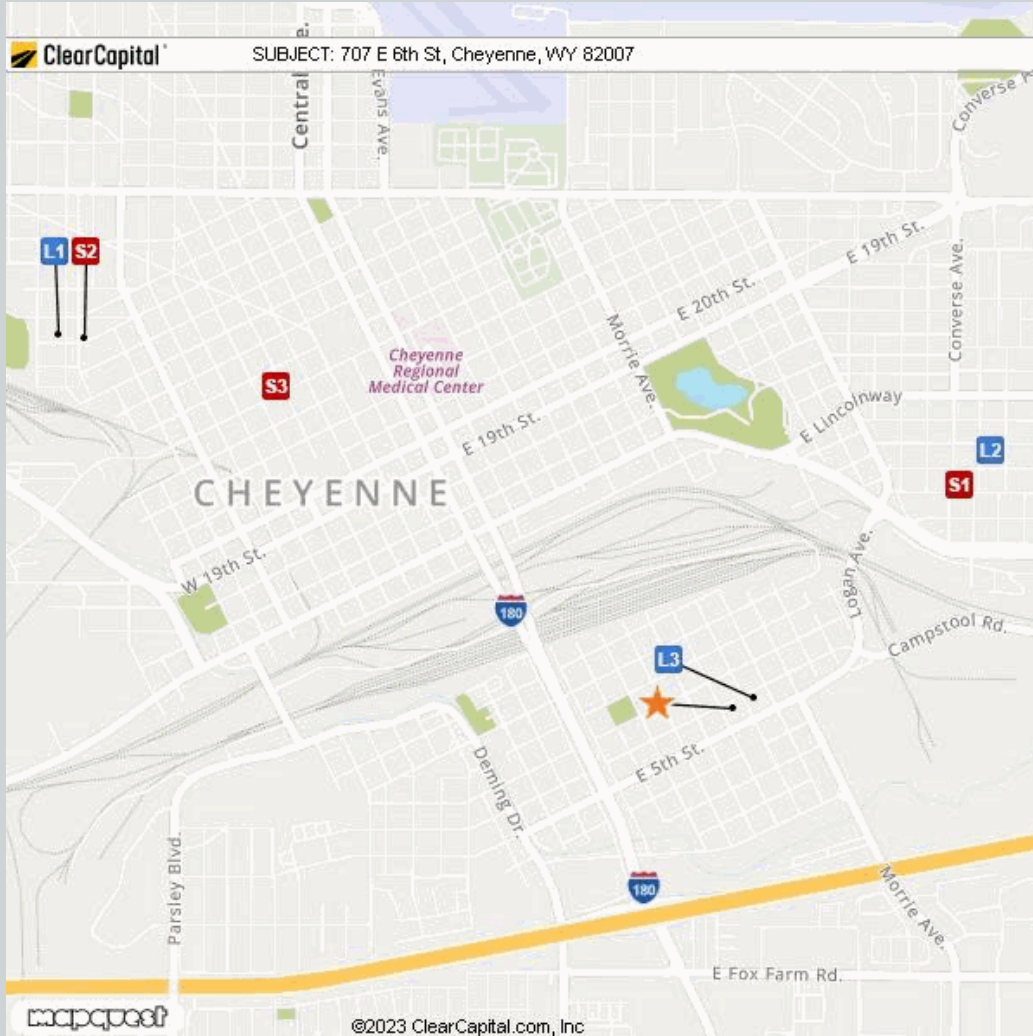 ClearCapital
SUBJECT: 707 E 6th St, Cheyenne, WY 82007
Central
e.
Evans Ave.
Converse
L1
S2
E 19th St.
E 20th St.
Converse Ave.
Morrie Ave.
Cheyenne
Regional
Medical Center
S3
E Lincolnway
E 19th St.
L2
S1
CHEYENNE
W 19th St.
Logan Ave.
180
Campstool Rd.
L3
E 5th St.
Deming Dr.
Parsley Blvd.
180
Morrie Ave.
E Fox Farm Rd.
mapquest
©2023 ClearCapital.com, Inc